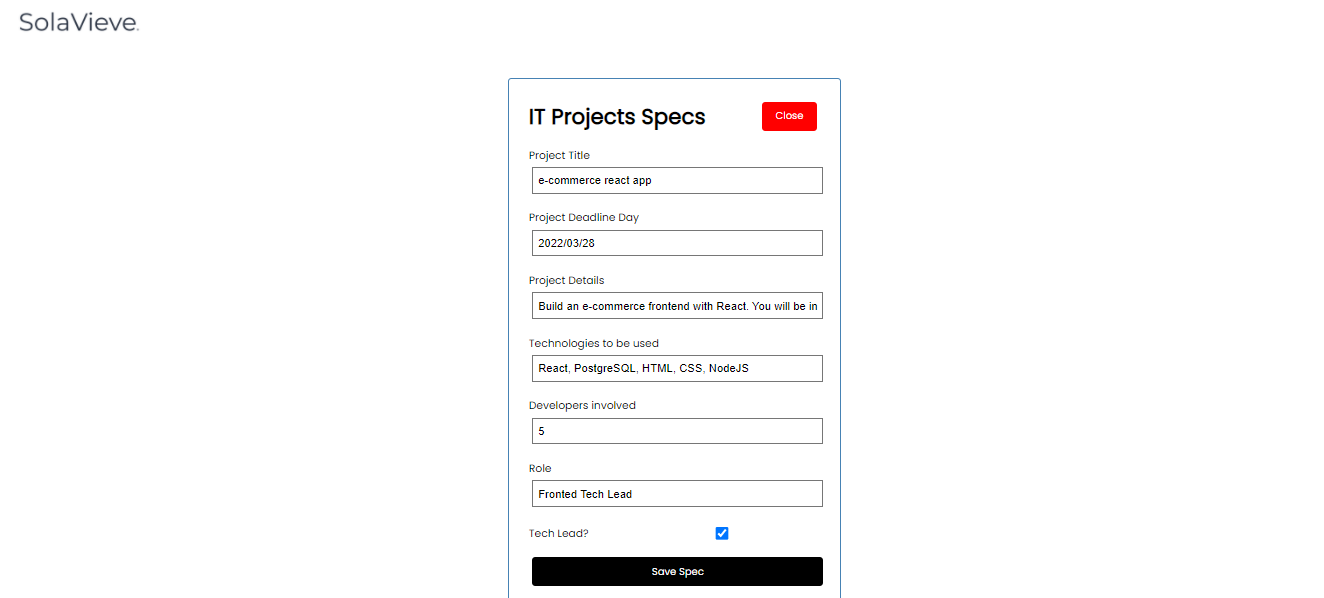 SolaVieve.
IT Projects Specs
Close
Project Title
e-commerce react app
Project Deadline Day
2022/03/28
Project Details
Build an e-commerce frontend with React. You will be in
Technologies to be used
React, PostgreSQL, HTML, CSS, NodeJS
Developers involved
5
Role
Fronted Tech Lead
Tech Lead?
Save Spec